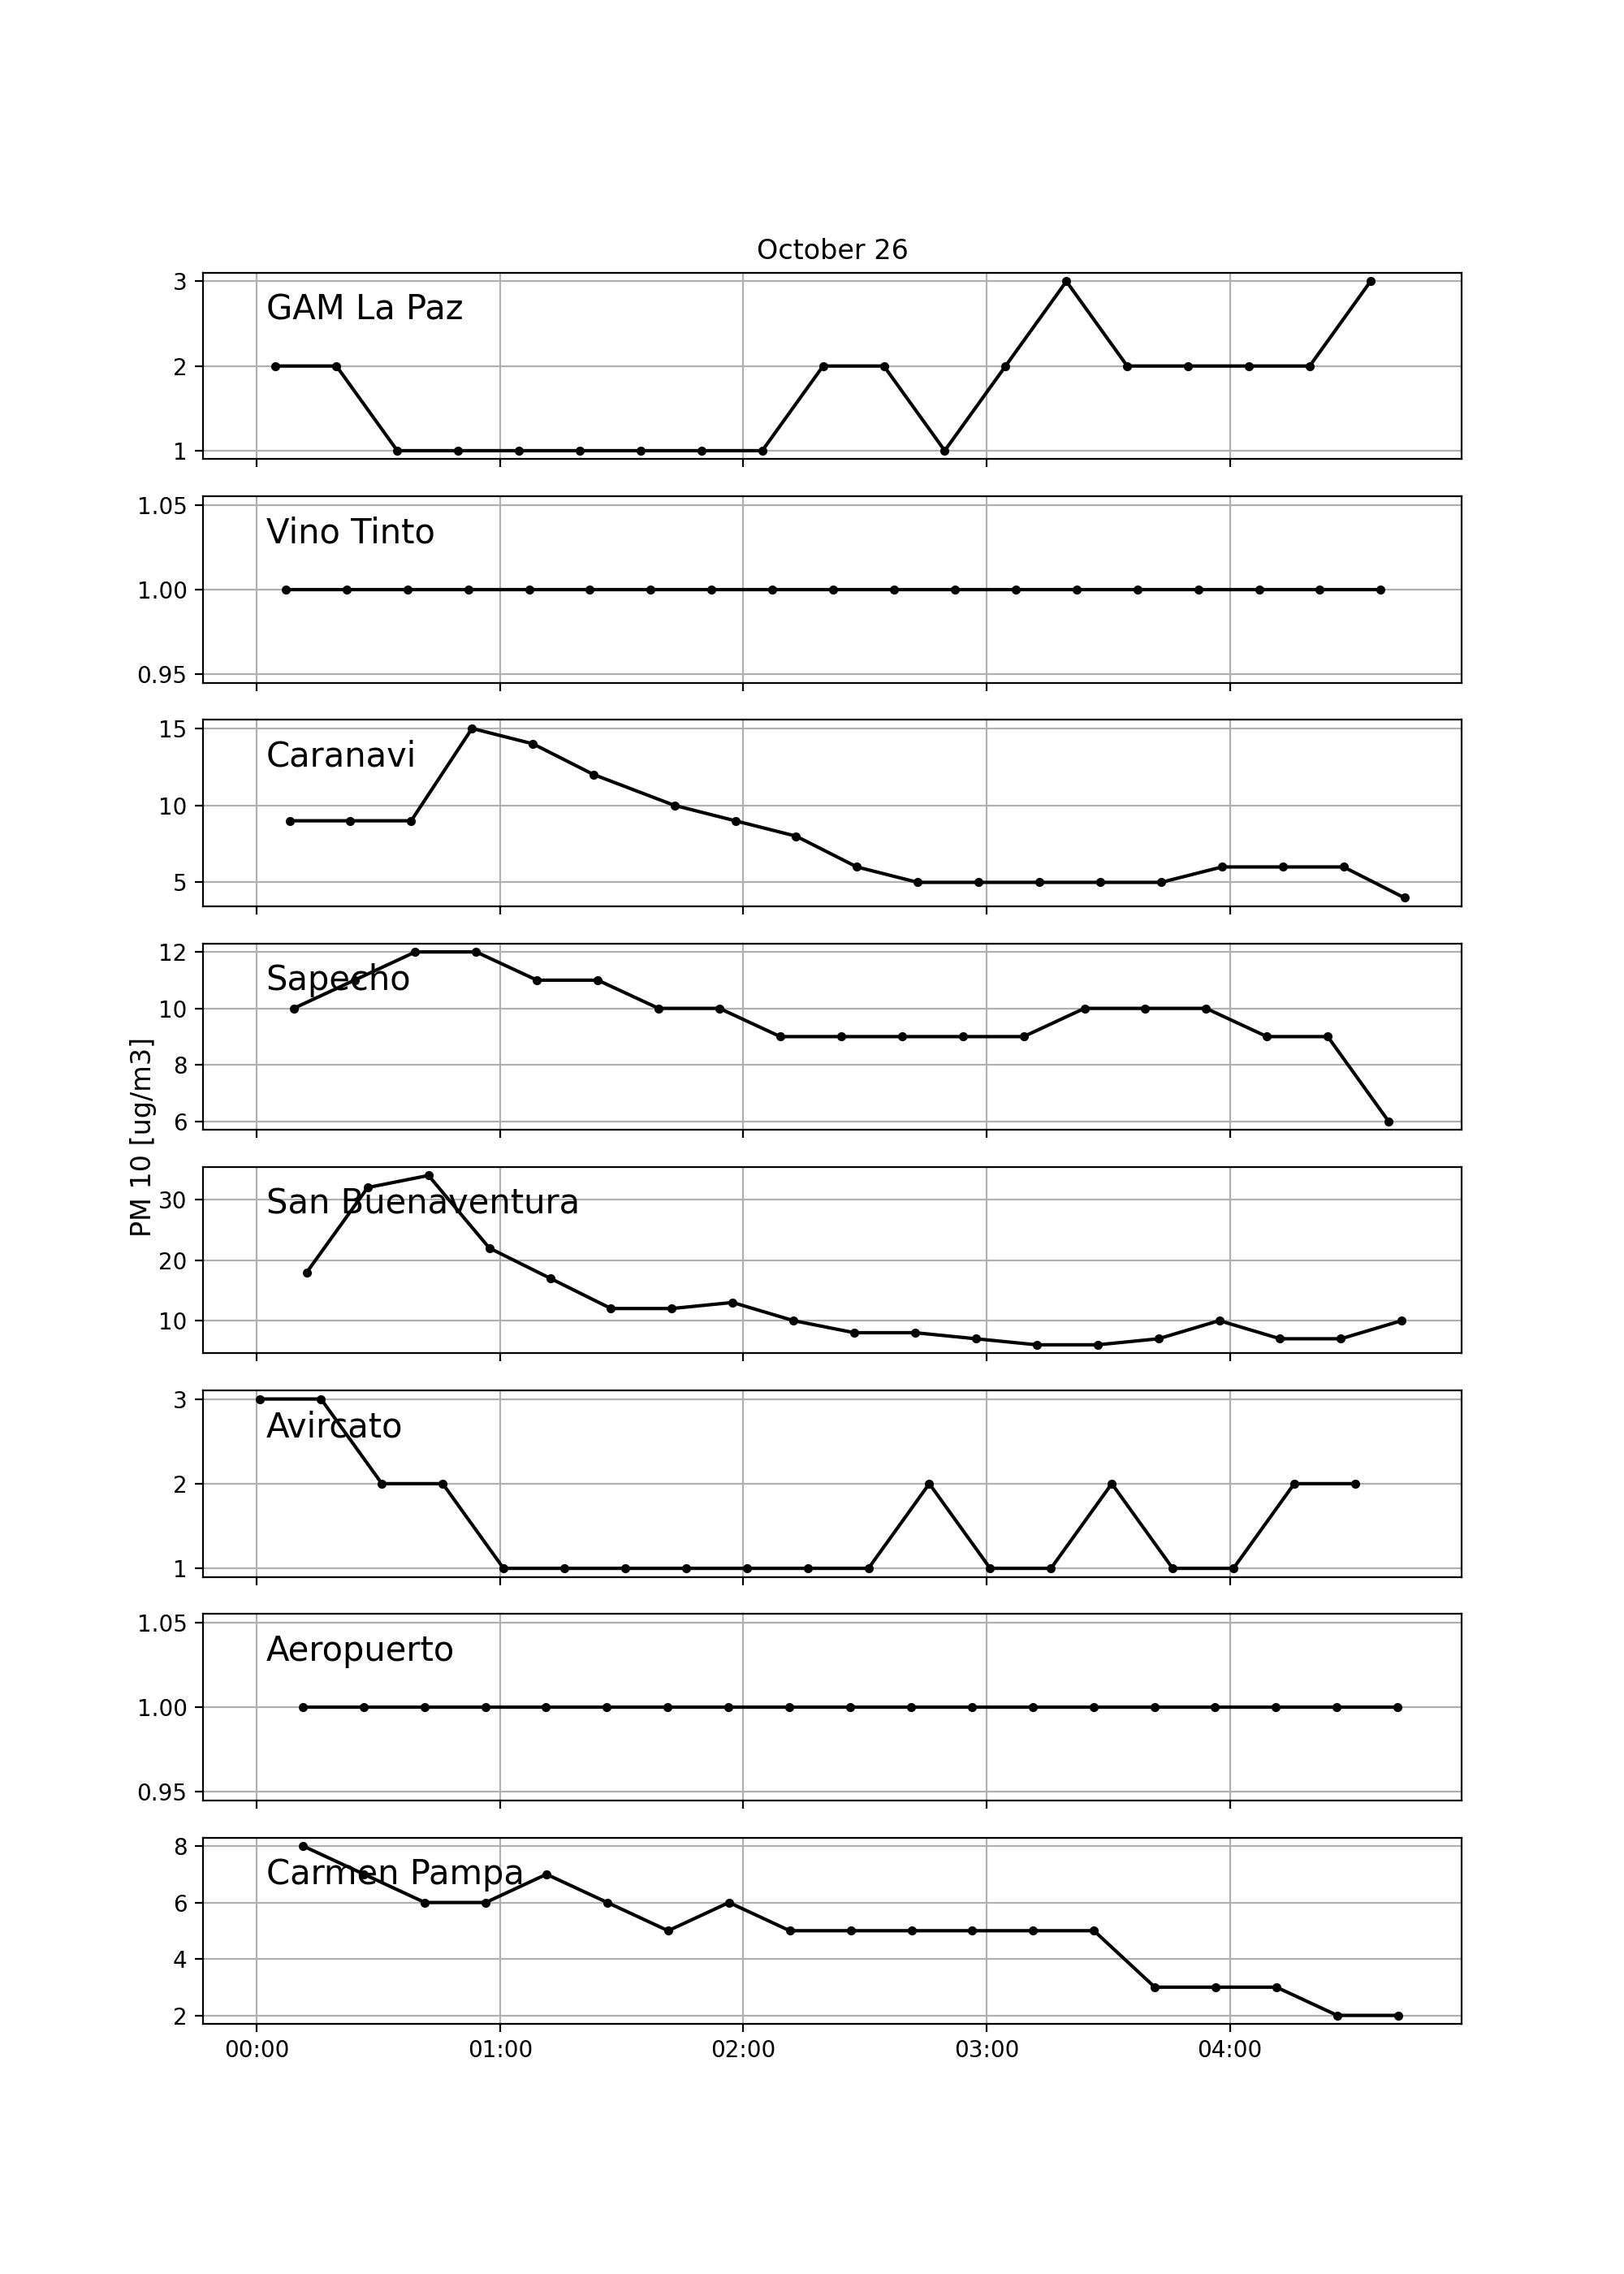 October 26
PM 10 [ug/m3]
3
GAM La Paz
2
1
1.05
Vino Tinto
1.00
0.95
15
Caranavi
10
5
12
Sapecho
10
8
6
30
San Buenaventura
20
10
3
Avircato
2
1
1.05
Aeropuerto
1.00
0.95
8
Carmen Pampa
6
4
2
00:00 01:00 02:00 03:00 04:00